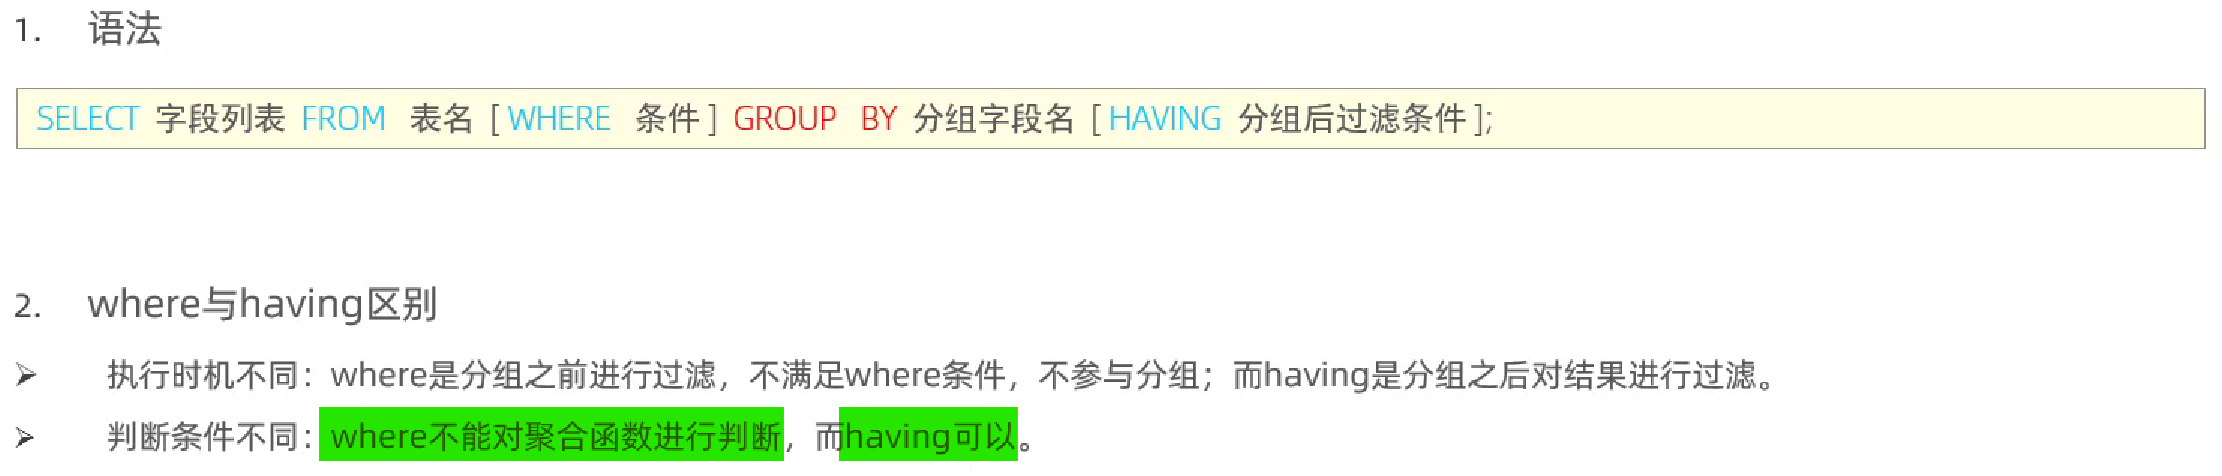 1. 语法
SELECT 字段列表 FROM 表名 [ WHERE 条件 ] GROUP BY 分组字段名 [ HAVING 分组后过滤条件 ];
2. where与having区别
➢ 执行时机不同：where是分组之前进行过滤，不满足where条件，不参与分组；而having是分组之后对结果进行过滤。
➢ 判断条件不同：where不能对聚合函数进行判断，而having可以。